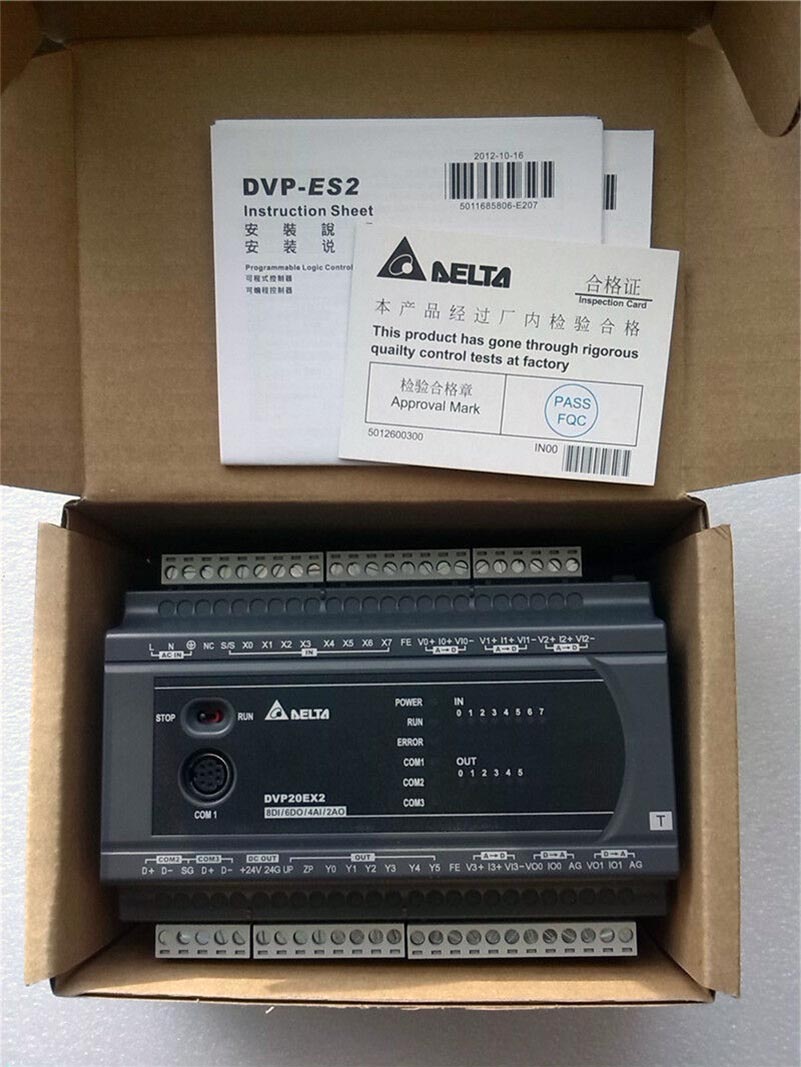 2012-10-16
DVP-ES2
5011685806-E207
Instruction Sheet
安 裝 說
安 装 说
Programmable Logic Control
可程式控制器
可编程控制器
DELTA
合格证
Inspection Card
本产品经过厂内检验合格
This product has gone through rigorous
quailty control tests at factory
检验合格章
Approval Mark
PASS
FQC
5012600300
IN00
L N NC S/S X0 X1 X2 X3 X4 X5 X6 X7 FE V0+ I0+ VI0- V1+ I1+ VI1- V2+ I2+ VI2-
AC IN IN A→D A→D A→D
STOP RUN
DELTA
COM 1
DVP20EX2
8DI/6DO/4AI/2AO
POWER
RUN
ERROR
COM1
COM2
COM3
IN
0 1 2 3 4 5 6 7
OUT
0 1 2 3 4 5
T
COM2 COM3 DC OUT OUT A→D D→A D→A
D+ D- SG D+ D- +24V 24G UP ZP Y0 Y1 Y2 Y3 Y4 Y5 FE V3+ I3+ VI3- VO0 IO0 AG VO1 IO1 AG